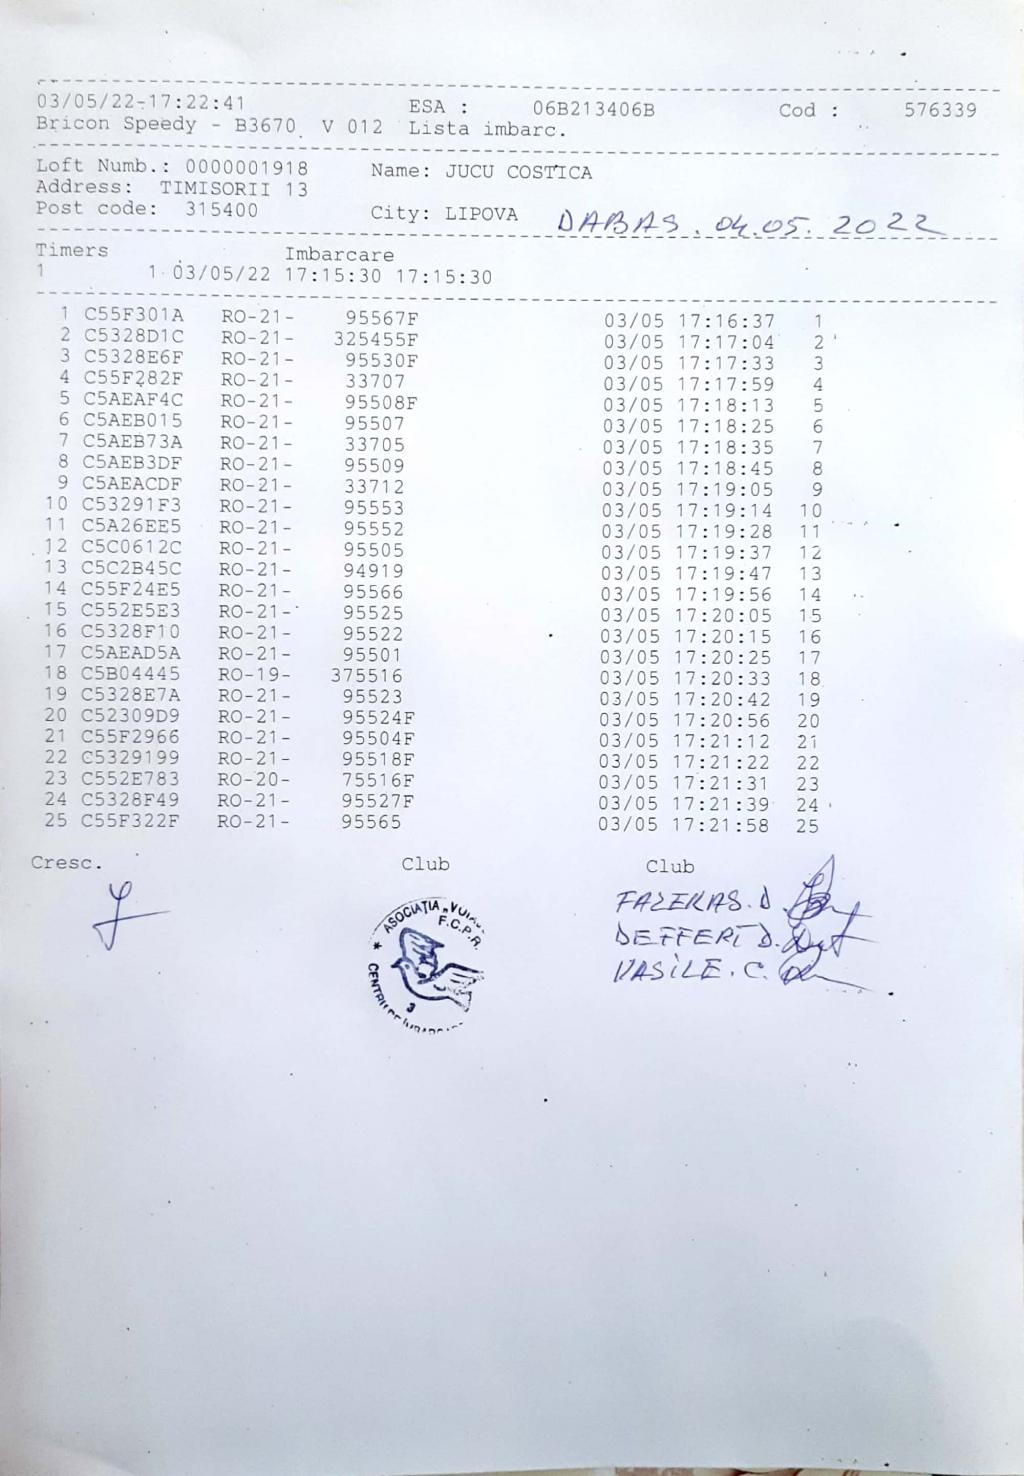 03/05/22-17:22:41 ESA : 06B213406B Cod : 576339
Bricon Speedy - B3670 V 012 Lista imbarc.
Loft Numb.: 0000001918 Name: JUCU COSTICA
Address: TIMISORII 13
Post code: 315400 City: LIPOVA DABAS. 04.05.2022
Timers Imbarcare
1 1 03/05/22 17:15:30 17:15:30
1 C55F301A RO-21- 95567F 03/05 17:16:37 1
2 C5328D1C RO-21- 325455F 03/05 17:17:04 2
3 C5328E6F RO-21- 95530F 03/05 17:17:33 3
4 C55F282F RO-21- 33707 03/05 17:17:59 4
5 C5AEAF4C RO-21- 95508F 03/05 17:18:13 5
6 C5AEB015 RO-21- 95507 03/05 17:18:25 6
7 C5AEB73A RO-21- 33705 03/05 17:18:35 7
8 C5AEB3DF RO-21- 95509 03/05 17:18:45 8
9 C5AEACDF RO-21- 33712 03/05 17:19:05 9
10 C53291F3 RO-21- 95553 03/05 17:19:14 10
11 C5A26EE5 RO-21- 95552 03/05 17:19:28 11
12 C5C0612C RO-21- 95505 03/05 17:19:37 12
13 C5C2B45C RO-21- 94919 03/05 17:19:47 13
14 C55F24E5 RO-21- 95566 03/05 17:19:56 14
15 C552E5E3 RO-21- 95525 03/05 17:20:05 15
16 C5328F10 RO-21- 95522 03/05 17:20:15 16
17 C5AEAD5A RO-21- 95501 03/05 17:20:25 17
18 C5B04445 RO-19- 375516 03/05 17:20:33 18
19 C5328E7A RO-21- 95523 03/05 17:20:42 19
20 C52309D9 RO-21- 95524F 03/05 17:20:56 20
21 C55F2966 RO-21- 95504F 03/05 17:21:12 21
22 C5329199 RO-21- 95518F 03/05 17:21:22 22
23 C552E783 RO-20- 75516F 03/05 17:21:31 23
24 C5328F49 RO-21- 95527F 03/05 17:21:39 24
25 C55F322F RO-21- 95565 03/05 17:21:58 25
Cresc. Club Club
FAZEKAS. D.
DEFFERT D.
VASILE. C.
* ASOCIAȚIA
F.C.P.R.
3